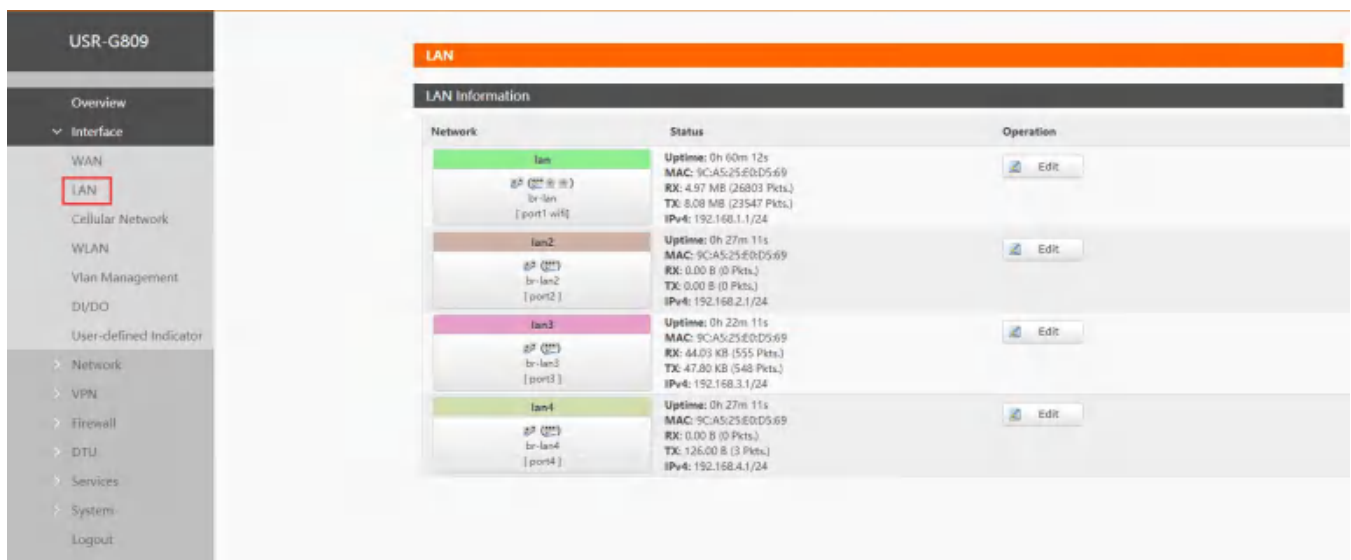 USR-G809
Overview
Interface
WAN
LAN
Cellular Network
WLAN
Vlan Management
DI/DO
User-defined Indicator
Network
VPN
Firewall
DTU
Services
System
Logout
LAN
LAN Information
Network Status Operation
lan
br-lan
[ port1 wifi]
Uptime: 0h 60m 12s
MAC: 9C:A5:25:E0:D5:69
RX: 4.97 MB (26803 Pkts.)
TX: 8.08 MB (23547 Pkts.)
IPv4: 192.168.1.1/24
Edit
lan2
br-lan2
[ port2 ]
Uptime: 0h 27m 11s
MAC: 9C:A5:25:E0:D5:69
RX: 0.00 B (0 Pkts.)
TX: 0.00 B (0 Pkts.)
IPv4: 192.168.2.1/24
Edit
lan3
br-lan3
[ port3 ]
Uptime: 0h 22m 11s
MAC: 9C:A5:25:E0:D5:69
RX: 44.03 KB (555 Pkts.)
TX: 47.80 KB (548 Pkts.)
IPv4: 192.168.3.1/24
Edit
lan4
br-lan4
[ port4 ]
Uptime: 0h 27m 11s
MAC: 9C:A5:25:E0:D5:69
RX: 0.00 B (0 Pkts.)
TX: 126.00 B (3 Pkts.)
IPv4: 192.168.4.1/24
Edit